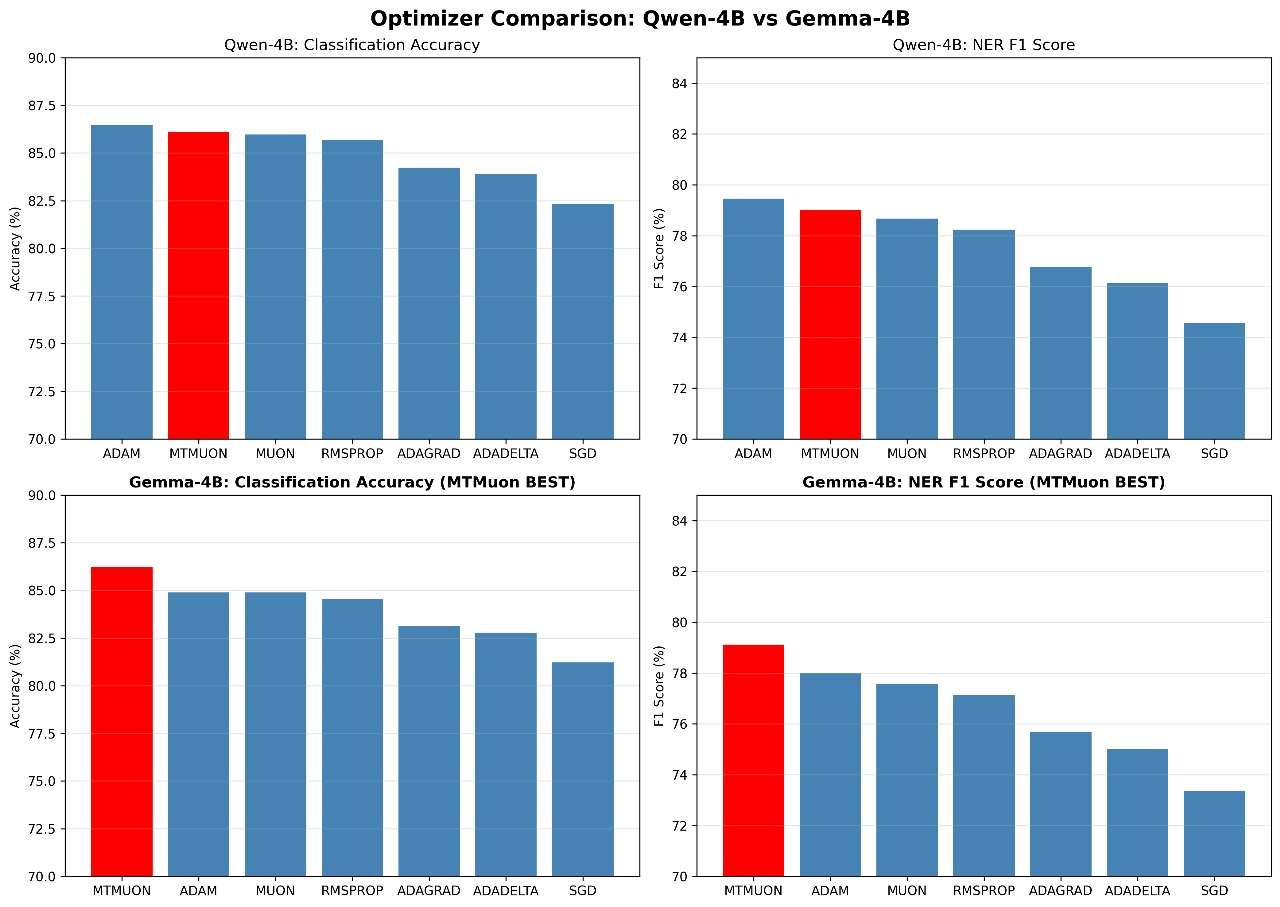 Optimizer Comparison: Qwen-4B vs Gemma-4B
Qwen-4B: Classification Accuracy
90.0
87.5
85.0
82.5
80.0
77.5
75.0
72.5
70.0
Accuracy (%)
ADAM MTMUON MUON RMSPROP ADAGRAD ADADELTA SGD
Qwen-4B: NER F1 Score
84
82
80
78
76
74
72
70
F1 Score (%)
ADAM MTMUON MUON RMSPROP ADAGRAD ADADELTA SGD
Gemma-4B: Classification Accuracy (MTMuon BEST)
90.0
87.5
85.0
82.5
80.0
77.5
75.0
72.5
70.0
Accuracy (%)
MTMUON ADAM MUON RMSPROP ADAGRAD ADADELTA SGD
Gemma-4B: NER F1 Score (MTMuon BEST)
84
82
80
78
76
74
72
70
F1 Score (%)
MTMUON ADAM MUON RMSPROP ADAGRAD ADADELTA SGD